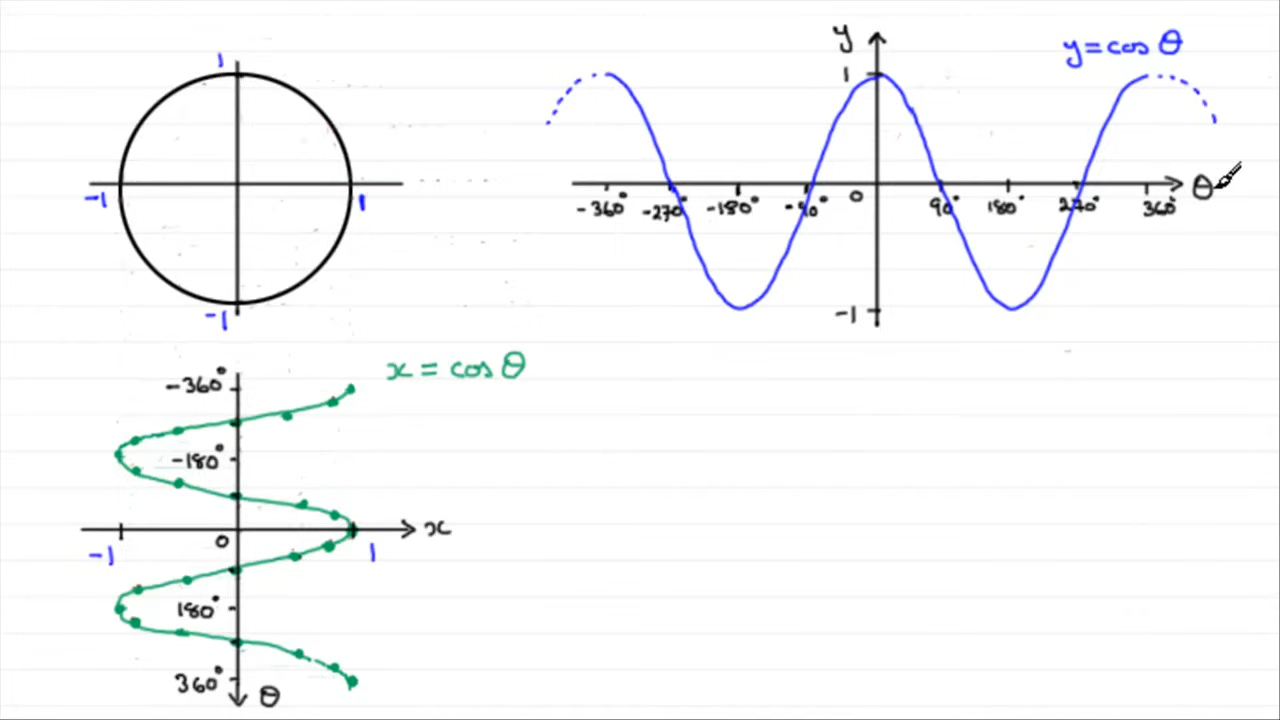 1
-1
1
-1
y
1
y = cos θ
-360° -270° -180° -90° 0 90° 180° 270° 360° θ
-1
x = cos θ
-360°
-180°
x
-1 0 1
180°
360°
θ